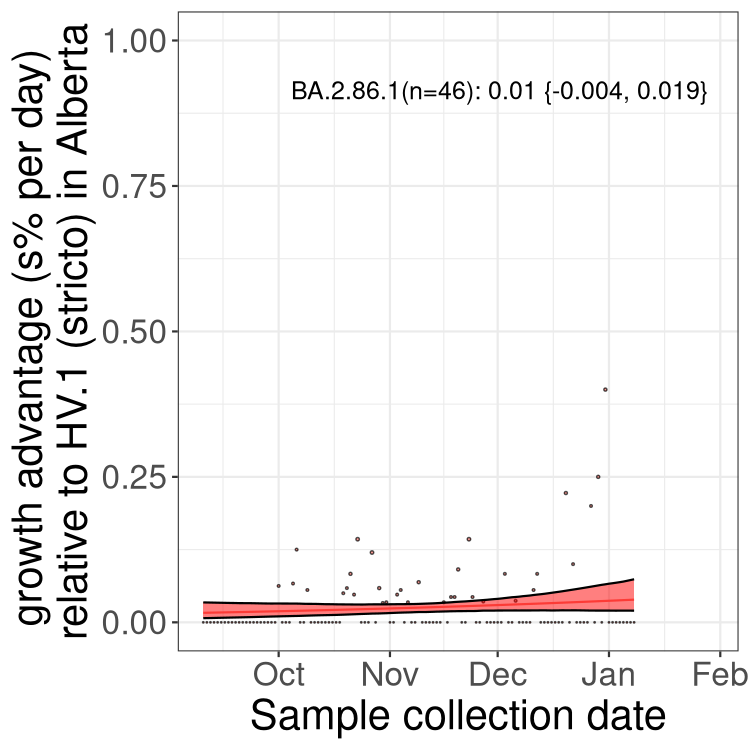 growth advantage (s% per day)
relative to HV.1 (stricto) in Alberta
1.00
0.75
0.50
0.25
0.00
BA.2.86.1(n=46): 0.01 {-0.004, 0.019}
Oct
Nov
Dec
Jan
Feb
Sample collection date